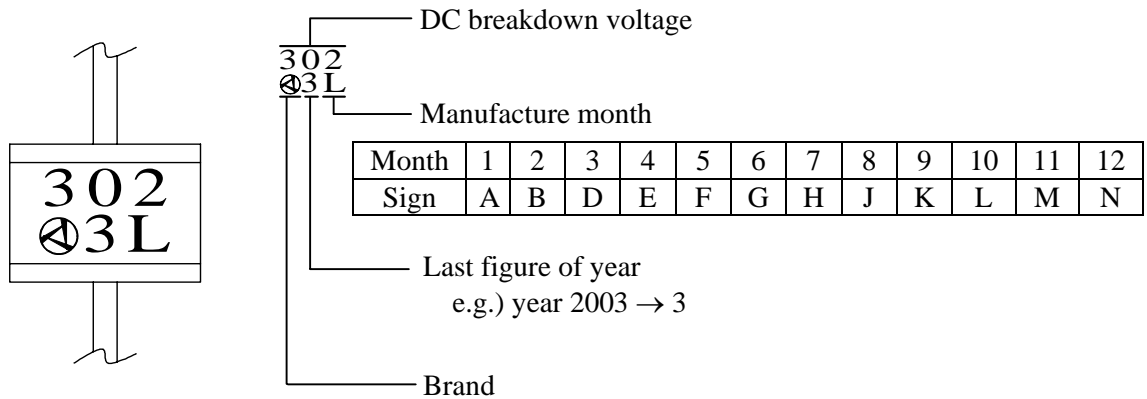 DC breakdown voltage
302
3L
Manufacture month
Month 1 2 3 4 5 6 7 8 9 10 11 12
Sign A B D E F G H J K L M N
302
3L
Last figure of year
e.g.) year 2003 → 3
Brand